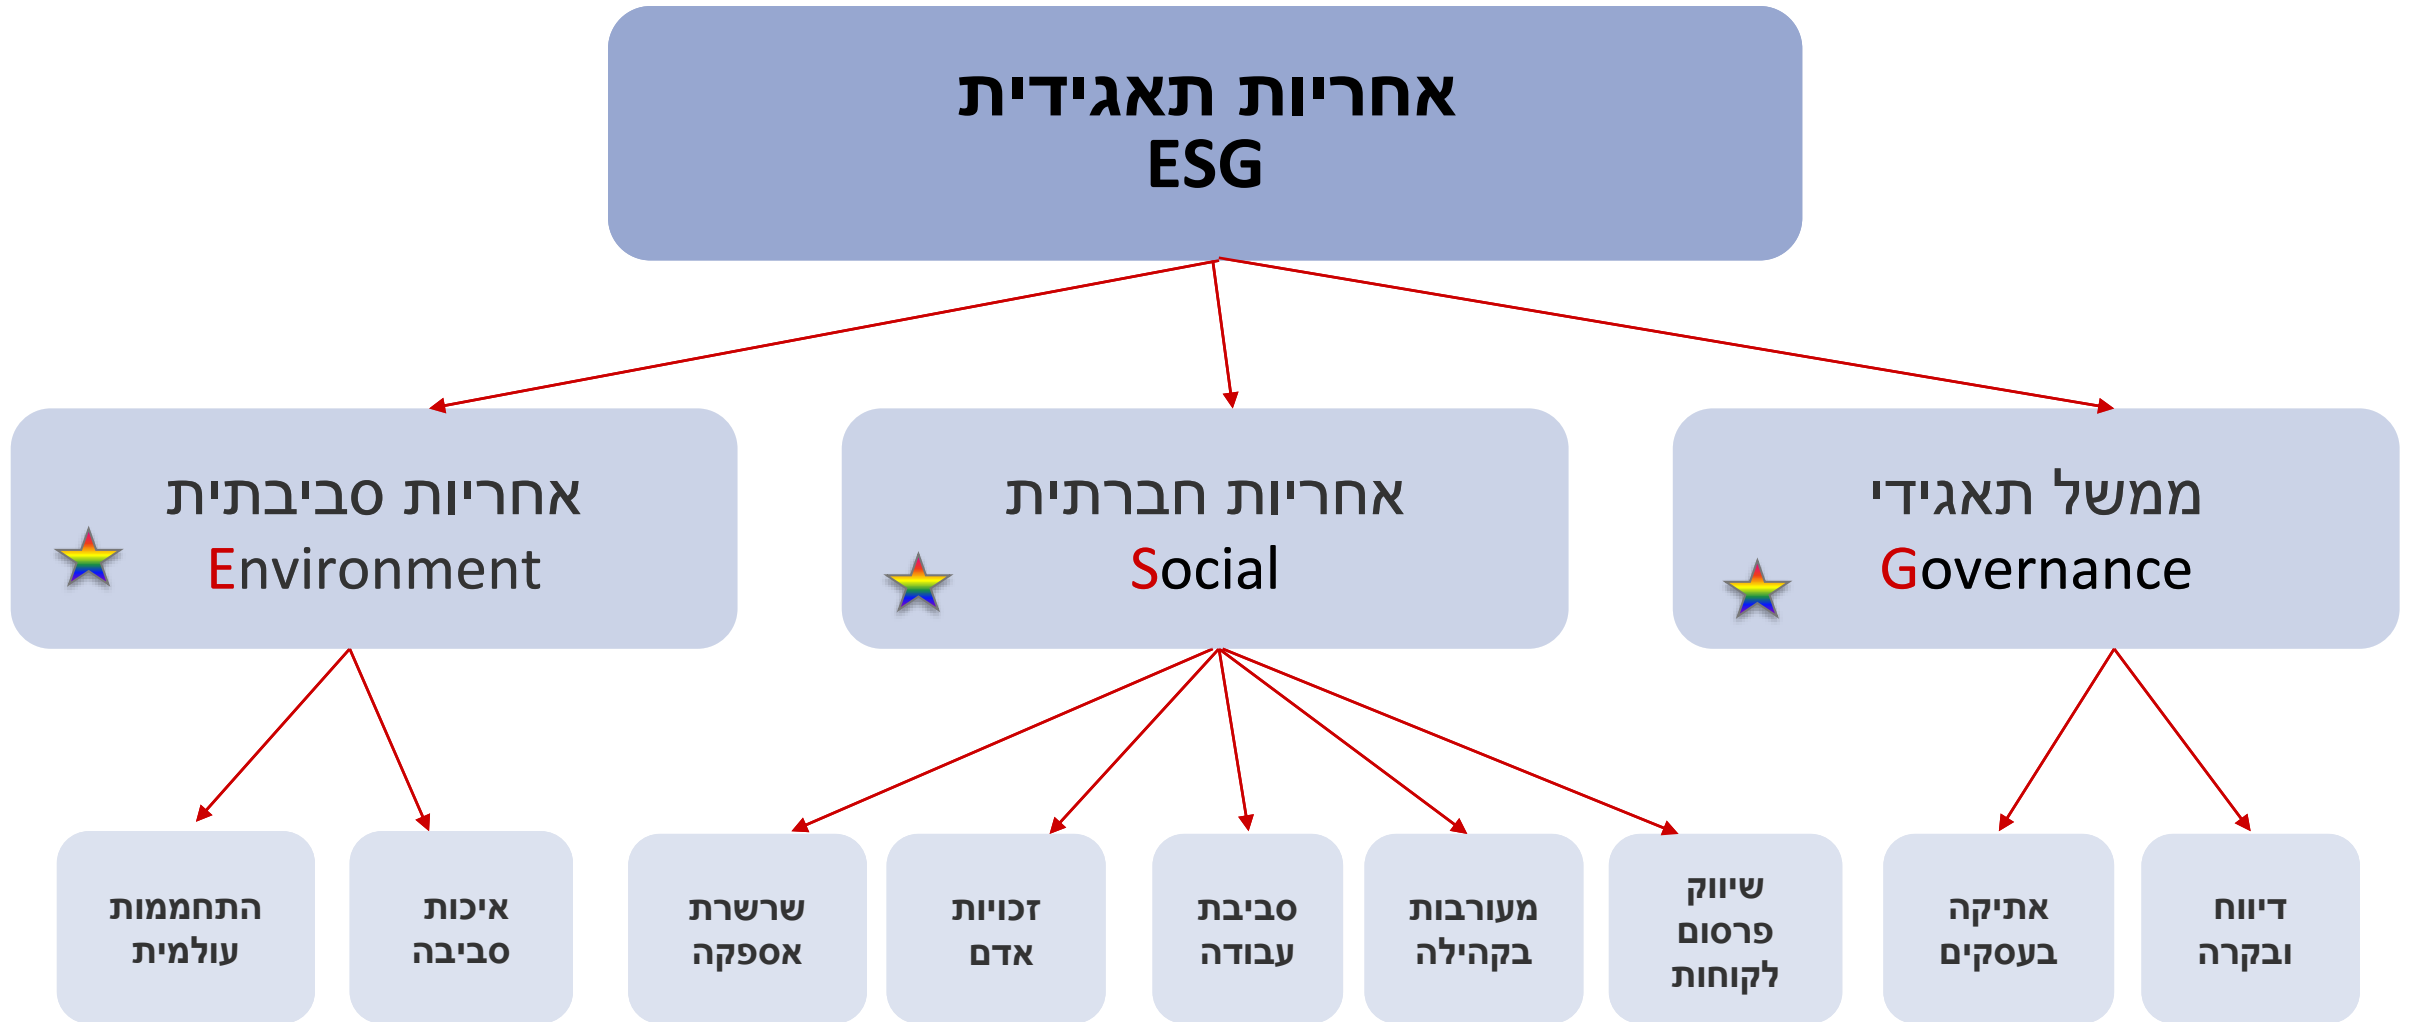 אחריות תאגידית
ESG
ממשל תאגידי
Governance
אחריות חברתית
Social
אחריות סביבתית
Environment
דיווח
ובקרה
אתיקה
בעסקים
שיווק
פרסום
לקוחות
מעורבות
בקהילה
סביבת
עבודה
זכויות
אדם
שרשרת
אספקה
איכות
סביבה
התחממות
עולמית